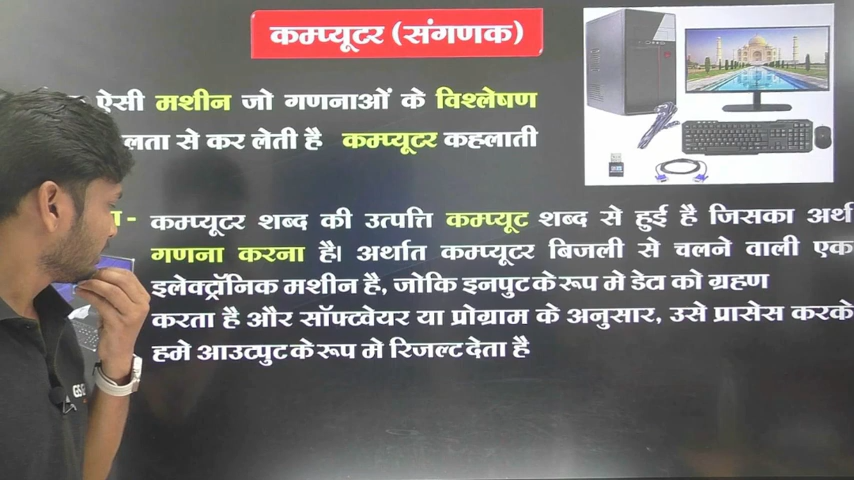 कम्प्यूटर (संगणक)
ऐसी मशीन जो गणनाओं के विश्लेषण
से कर लेती है कम्प्यूटर कहलाती
- कम्प्यूटर शब्द की उत्पत्ति कम्प्यूट शब्द से हुई है जिसका अर्थ
गणना करना है। अर्थात कम्प्यूटर बिजली से चलने वाली एक
इलेक्ट्रॉनिक मशीन है, जोकि इनपुट के रूप मे डेटा को ग्रहण
करता है और सॉफ्टवेयर या प्रोग्राम के अनुसार, उसे प्रासेस करके
हमे आउटपुट के रूप मे रिजल्ट देता है